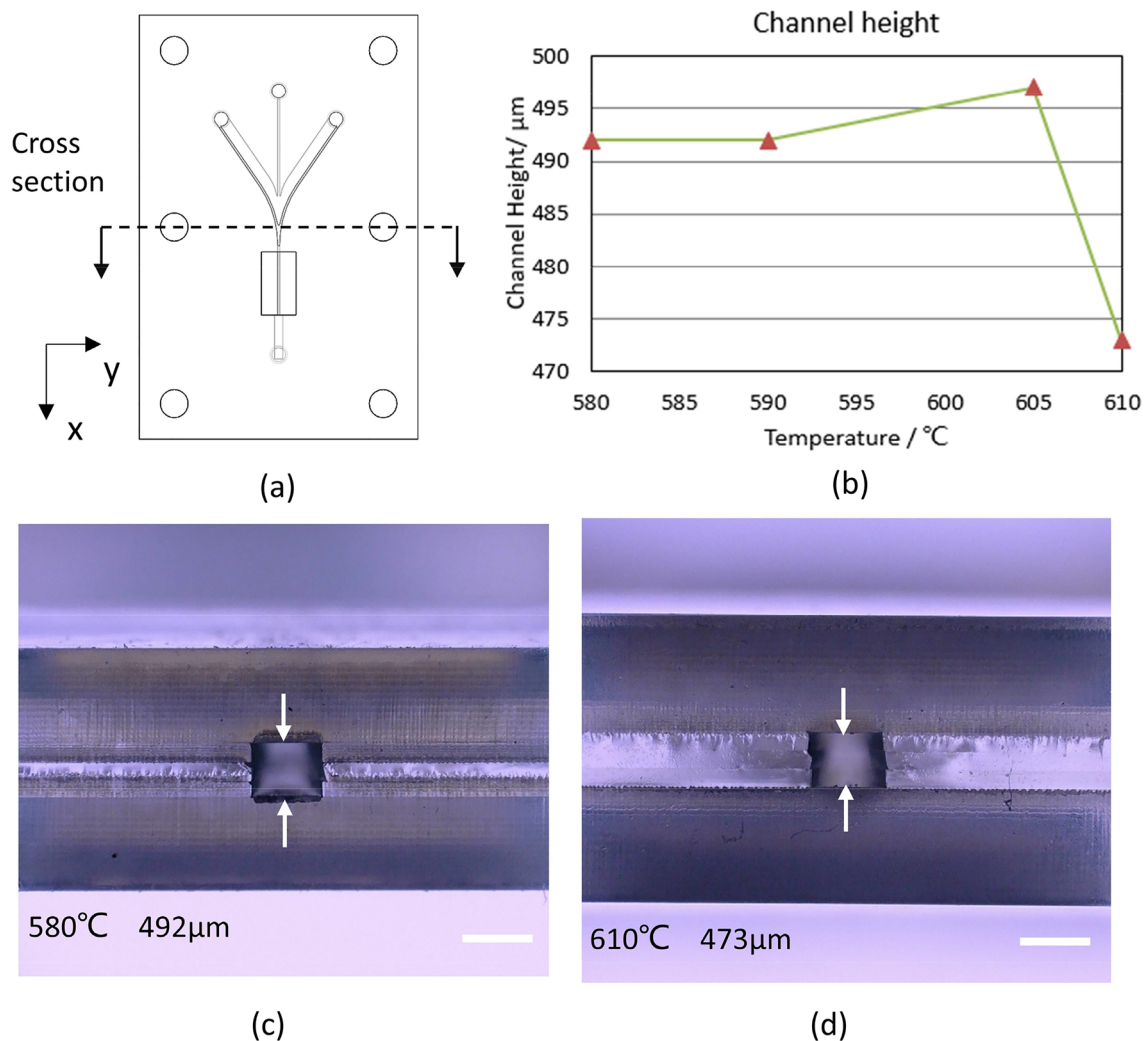 Cross
section
y
x
(a)
Channel height
Channel Height/ μm
500
495
490
485
480
475
470
580 585 590 595 600 605 610
Temperature / ℃
(b)
580℃ 492μm
(c)
610℃ 473μm
(d)